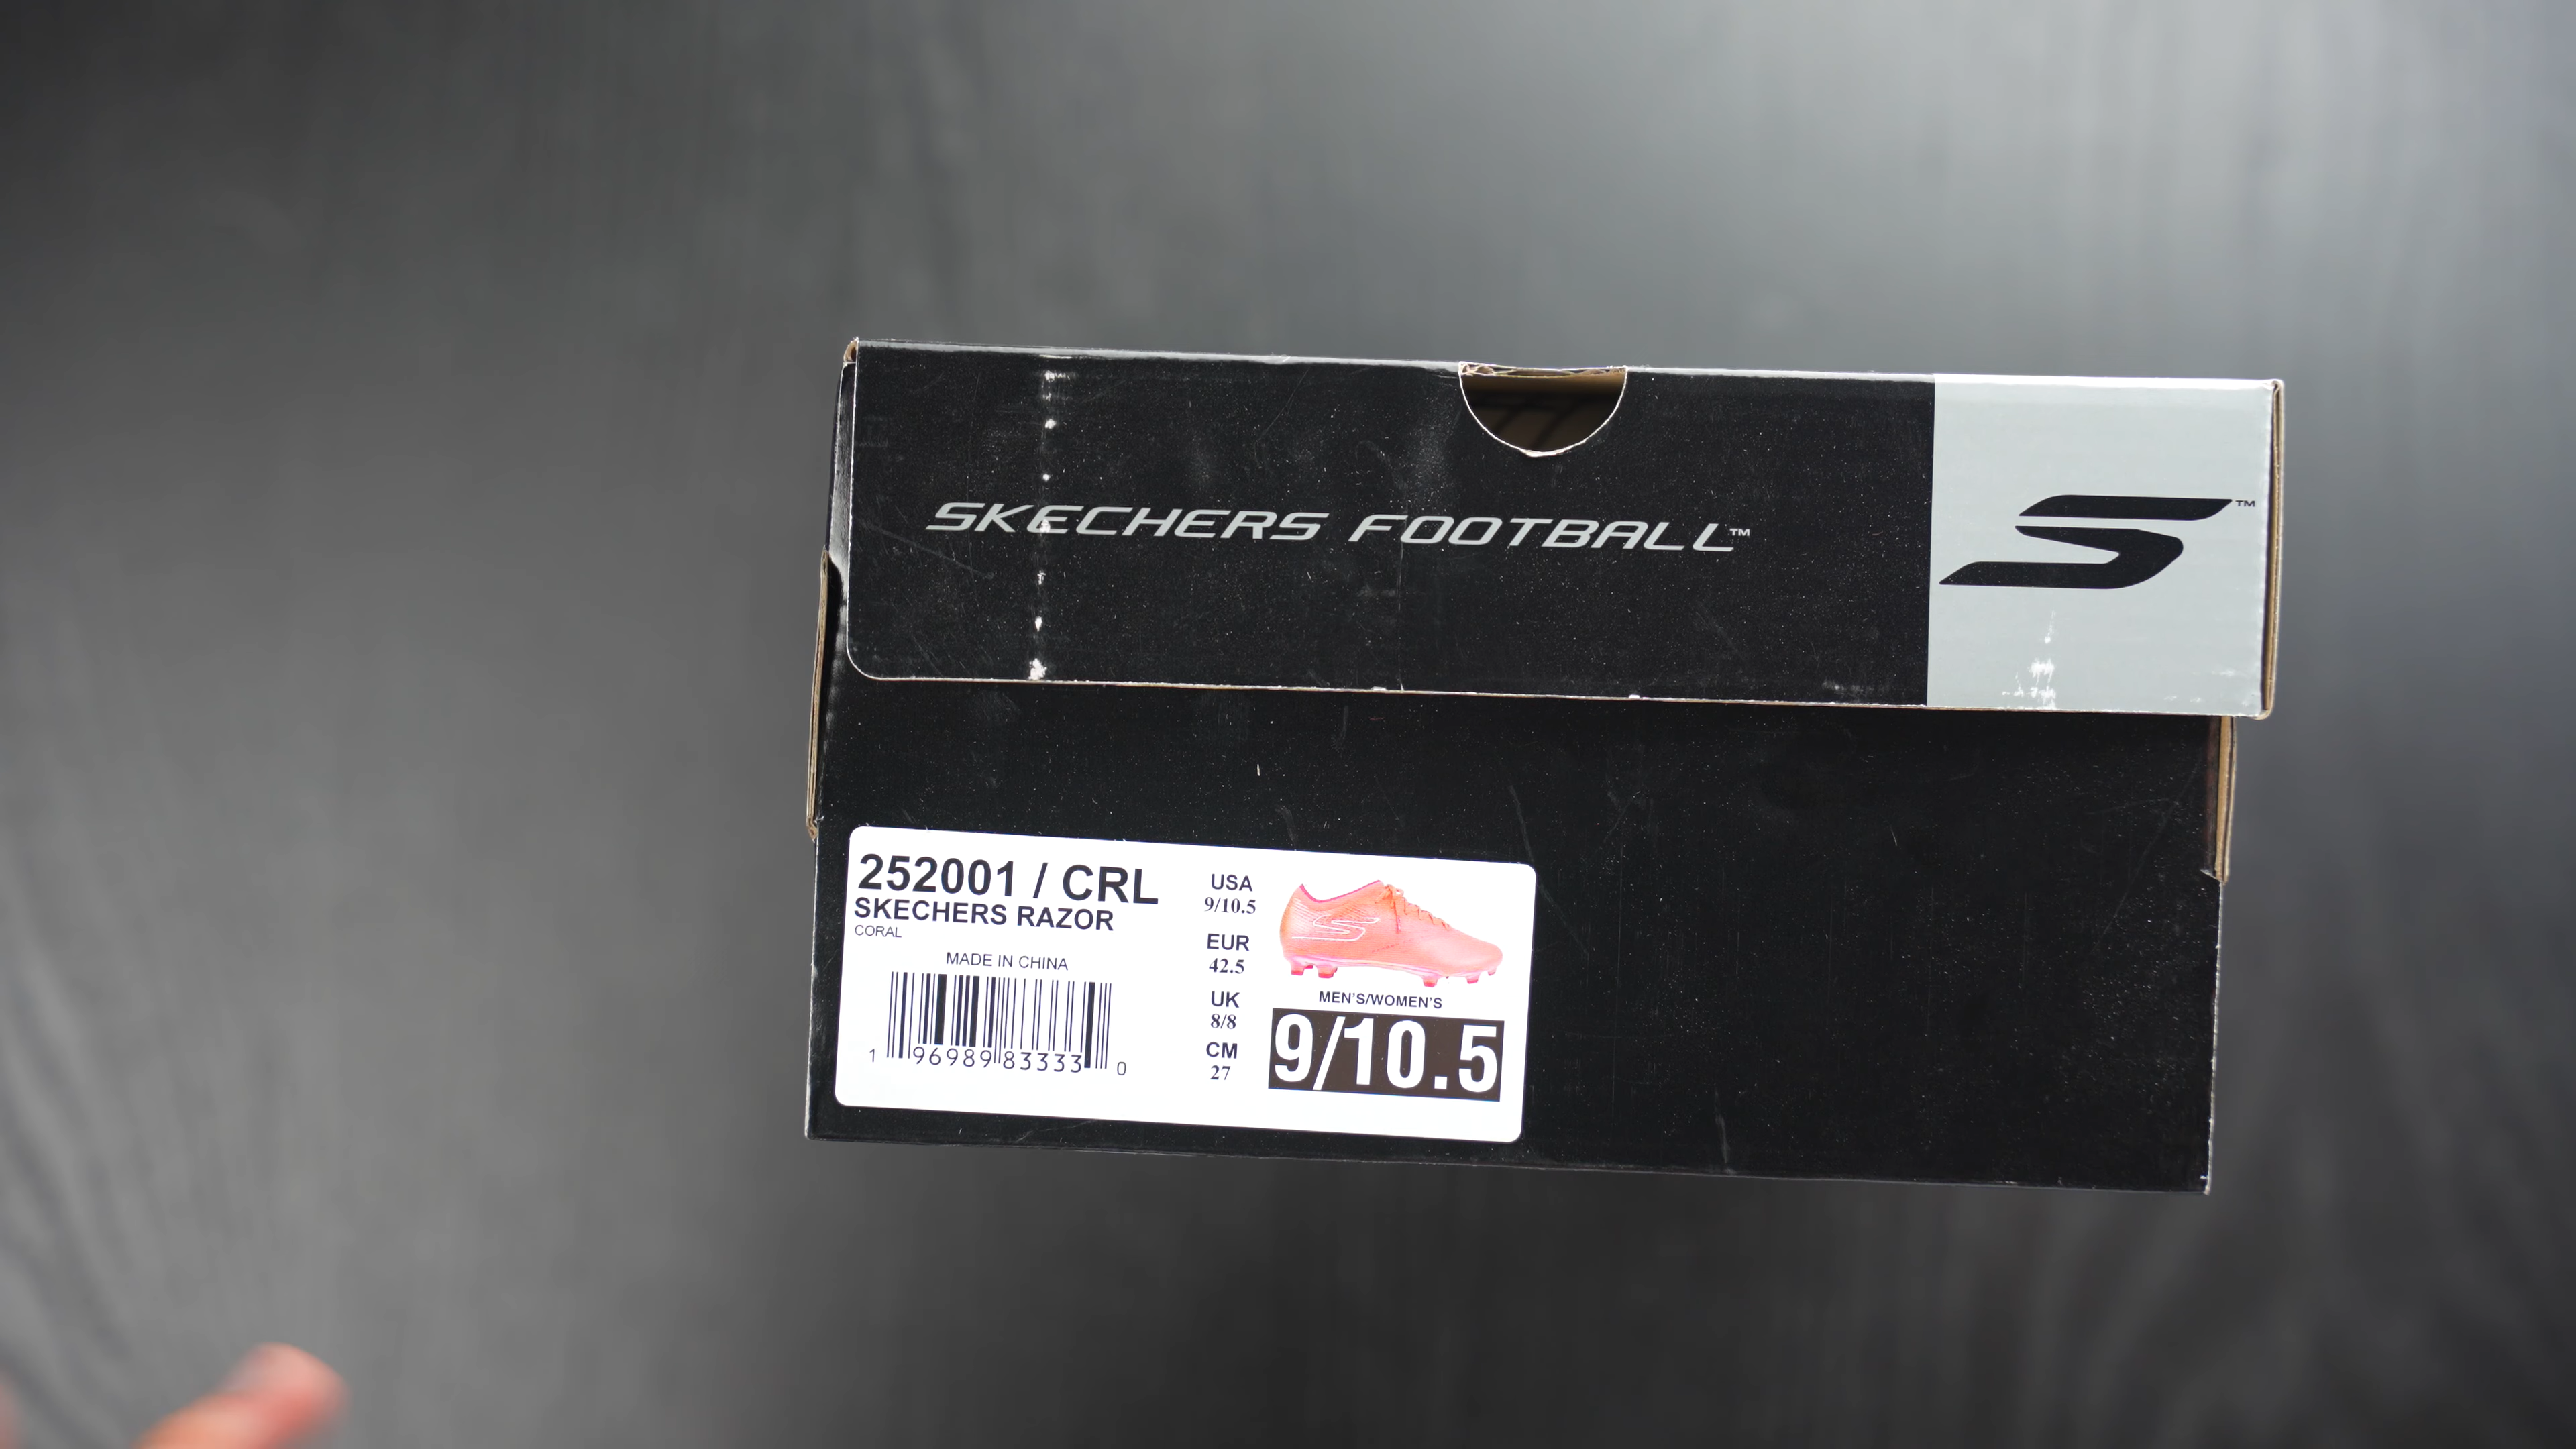 SKECHERS FOOTBALL™
S™
252001 / CRL
SKECHERS RAZOR
CORAL
MADE IN CHINA
1 96989 83333 0
USA
9/10.5
EUR
42.5
UK
8/8
CM
27
MEN'S/WOMEN'S
9/10.5